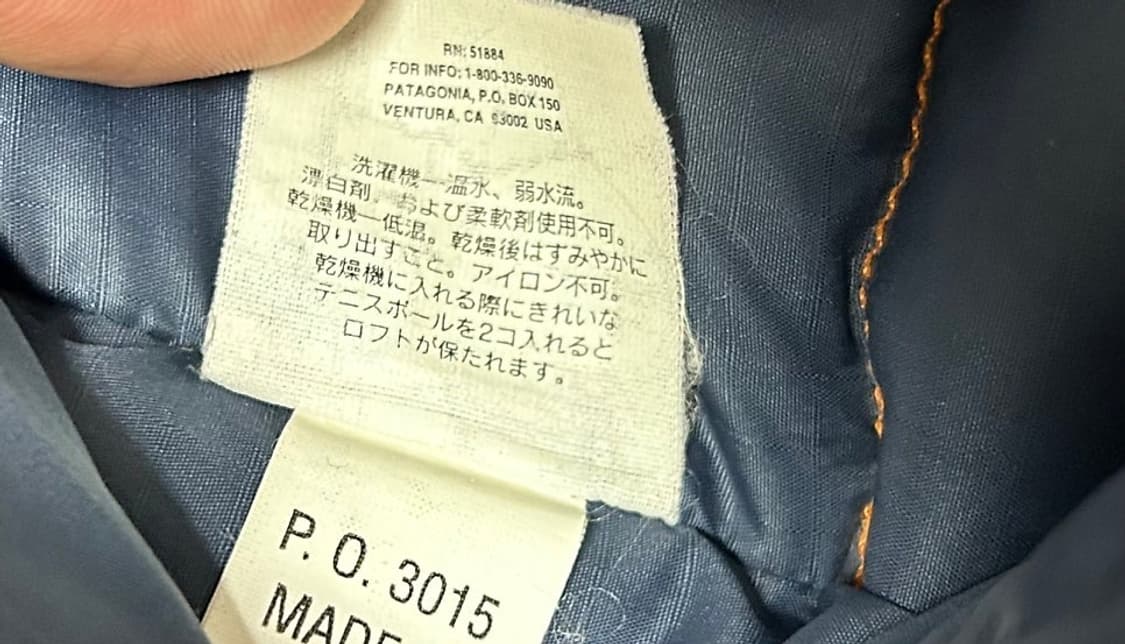 RN: 51884
FOR INFO: 1-800-336-9090
PATAGONIA, P.O. BOX 150
VENTURA, CA 93002 USA
洗濯機一温水、弱水流。
漂白剤。および柔軟剤使用不可。
乾燥機一低温。乾燥後はすみやかに
取り出すこと。アイロン不可。
乾燥機に入れる際にきれいな
テニスボールを2コ入れると
ロフトが保たれます。
P. O. 3015
MADE